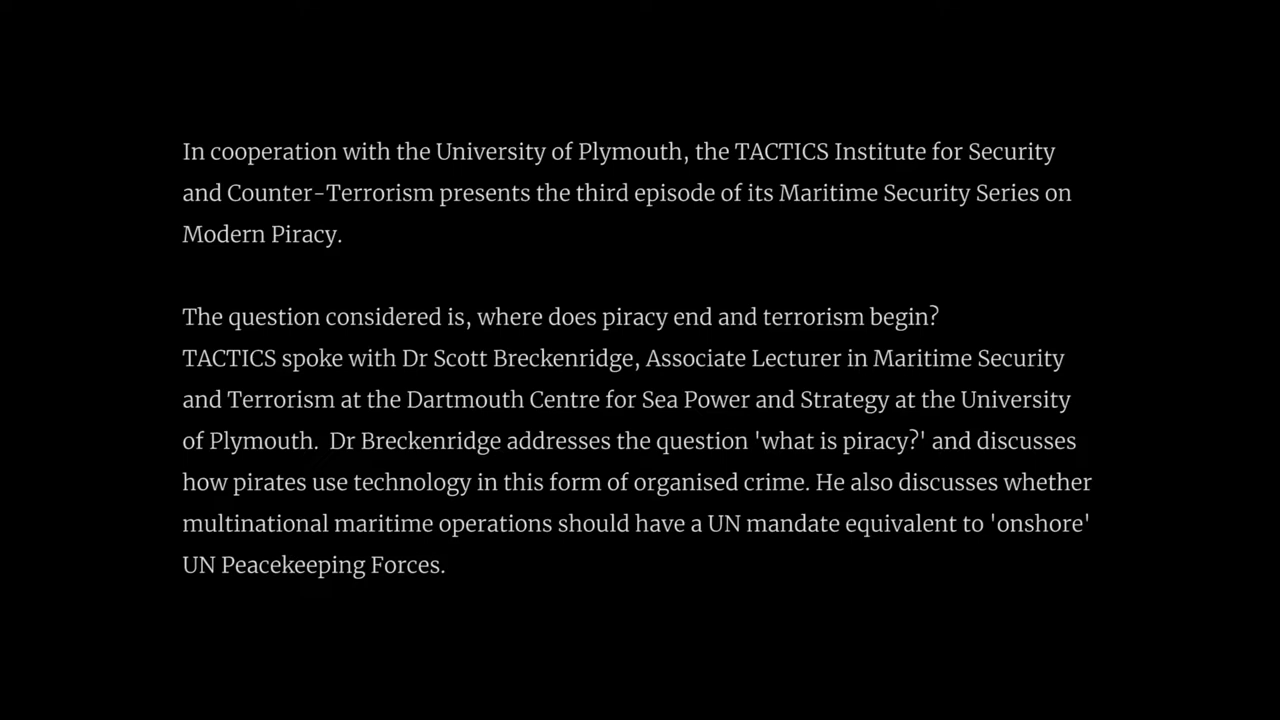 In cooperation with the University of Plymouth, the TACTICS Institute for Security
and Counter-Terrorism presents the third episode of its Maritime Security Series on
Modern Piracy.
The question considered is, where does piracy end and terrorism begin?
TACTICS spoke with Dr Scott Breckenridge, Associate Lecturer in Maritime Security
and Terrorism at the Dartmouth Centre for Sea Power and Strategy at the University
of Plymouth.  Dr Breckenridge addresses the question 'what is piracy?' and discusses
how pirates use technology in this form of organised crime. He also discusses whether
multinational maritime operations should have a UN mandate equivalent to 'onshore'
UN Peacekeeping Forces.